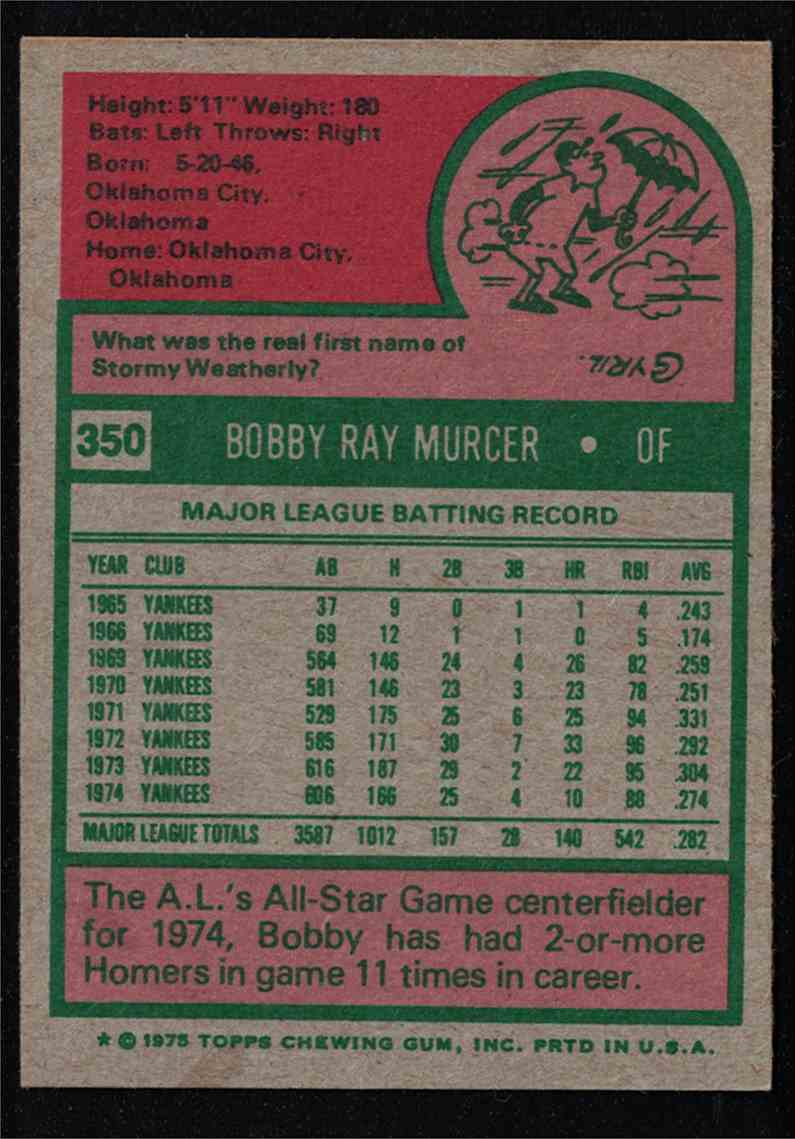 Height: 5'11" Weight: 180
Bats: Left Throws: Right
Born: 5-20-46,
Oklahoma City,
Oklahoma
Home: Oklahoma City,
Oklahoma
What was the real first name of
Stormy Weatherly?
CYRIL.
350 BOBBY RAY MURCER • OF
MAJOR LEAGUE BATTING RECORD
YEAR CLUB AB H 2B 3B HR RBI AVG
1965 YANKEES 37 9 0 1 1 4 .243
1966 YANKEES 69 12 1 1 0 5 .174
1969 YANKEES 564 146 24 4 26 82 .259
1970 YANKEES 581 146 23 3 23 78 .251
1971 YANKEES 529 175 25 6 25 94 .331
1972 YANKEES 585 171 30 7 33 96 .292
1973 YANKEES 616 187 29 2 22 95 .304
1974 YANKEES 606 166 25 4 10 88 .274
MAJOR LEAGUE TOTALS 3587 1012 157 28 140 542 .282
The A.L.'s All-Star Game centerfielder
for 1974, Bobby has had 2-or-more
Homers in game 11 times in career.
* © 1975 TOPPS CHEWING GUM, INC. PRTD IN U.S.A.